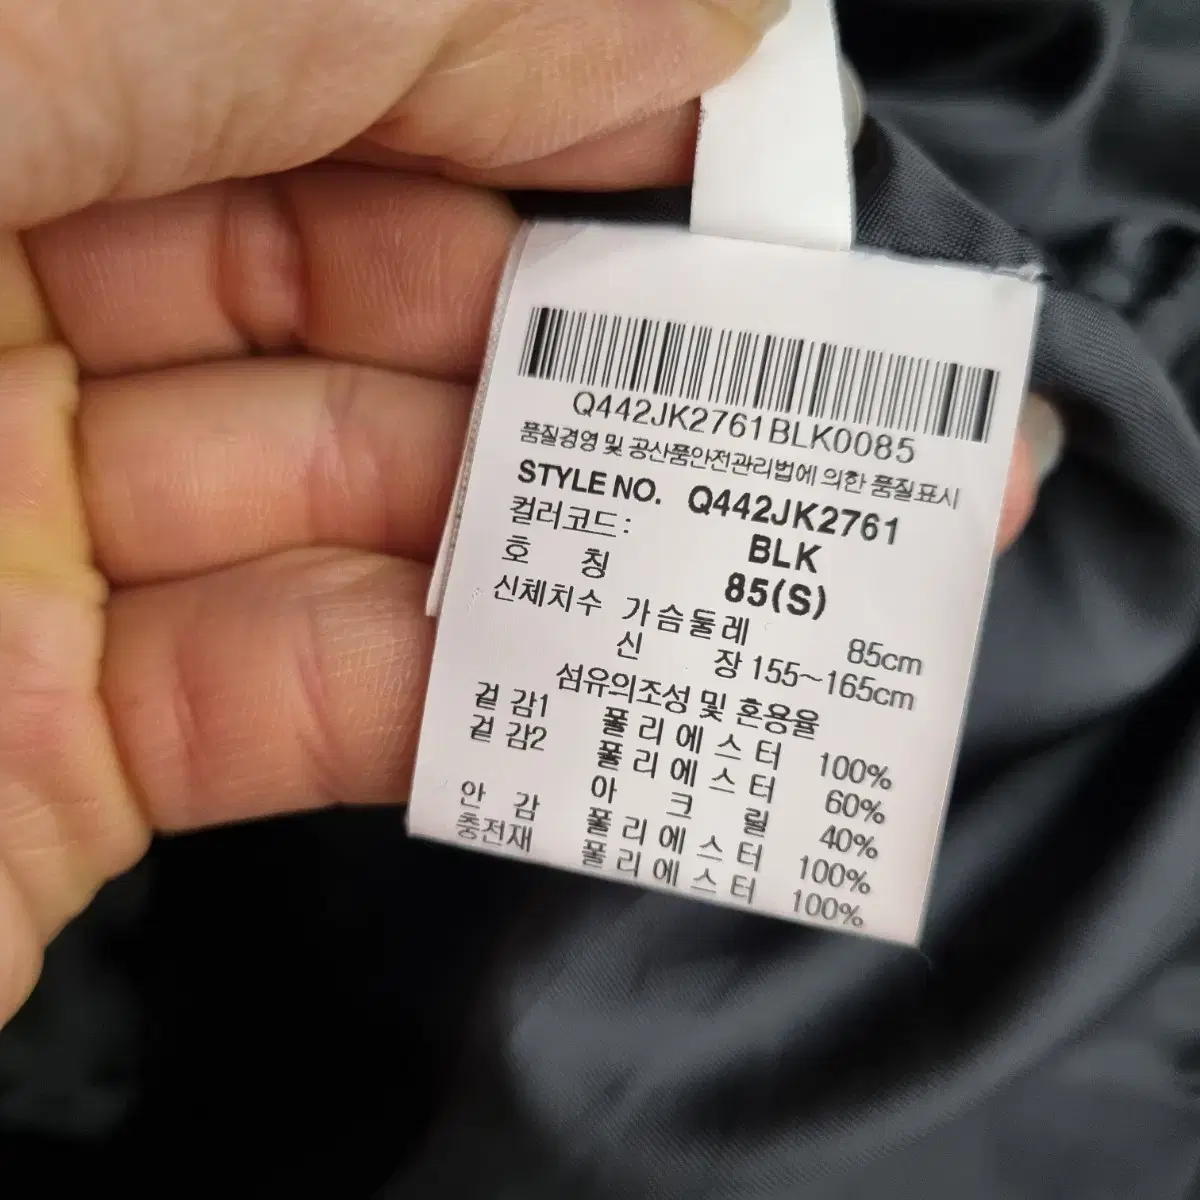 Q442JK2761BLK0085
품질경영 및 공산품안전관리법에 의한 품질표시
STYLE NO. Q442JK2761
컬러코드: BLK
호 칭 85(S)
신체치수 가슴둘레 85cm
신 장 155~165cm
섬유의조성 및 혼용율
겉 감1 폴리에스터 100%
겉 감2 폴리에스터 60%
아 크 릴 40%
안 감 폴리에스터 100%
충전재 폴리에스터 100%